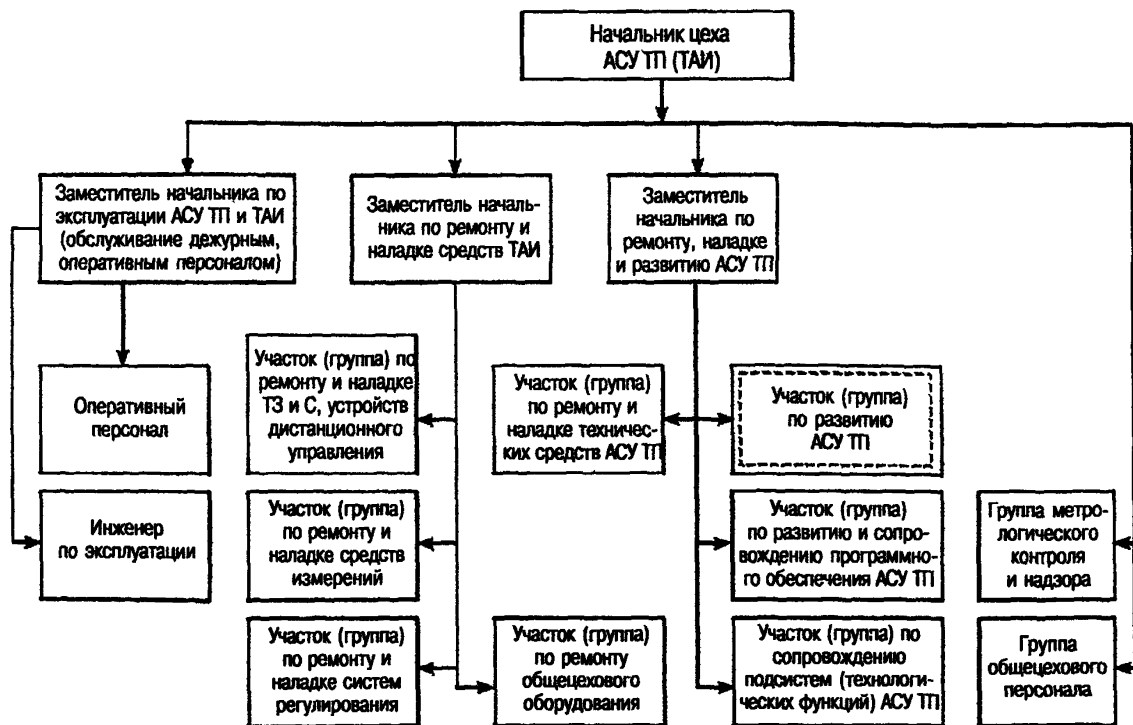 Начальник цеха
АСУ ТП (ТАИ)
Заместитель начальника по
эксплуатации АСУ ТП и ТАИ
(обслуживание дежурным,
оперативным персоналом)
Заместитель началь-
ника по ремонту и
наладке средств ТАИ
Заместитель
начальника по
ремонту, наладке
и развитию АСУ ТП
Оперативный
персонал
Участок (группа) по
ремонту и наладке
ТЗ и С, устройств
дистанционного
управления
Участок (группа)
по ремонту и
наладке техничес-
ких средств АСУ ТП
Участок (группа)
по развитию
АСУ ТП
Инженер
по эксплуатации
Участок (группа)
по ремонту и
наладке средств
измерений
Участок (группа)
по развитию и сопро-
вождению программно-
го обеспечения АСУ ТП
Группа метро-
логического
контроля
и надзора
Участок (группа)
по ремонту и
наладке систем
регулирования
Участок (группа)
по ремонту
общецехового
оборудования
Участок (группа) по
сопровождению
подсистем (технологи-
ческих функций) АСУ ТП
Группа
общецехового
персонала